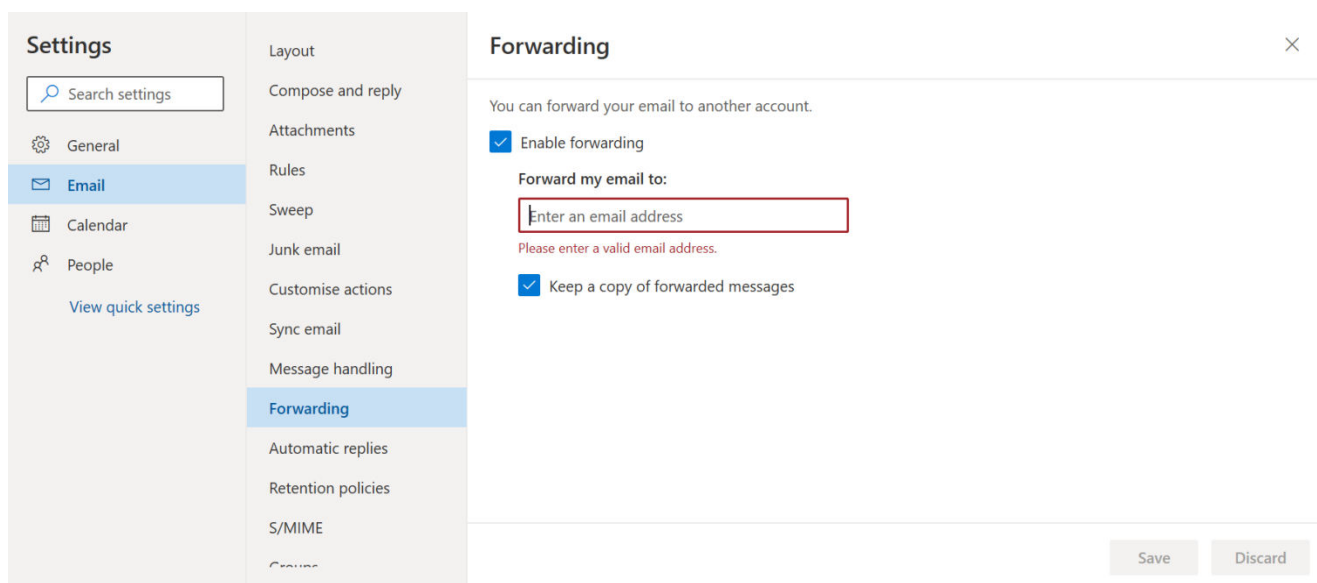 Settings
Search settings
General
Email
Calendar
People
View quick settings
Layout
Compose and reply
Attachments
Rules
Sweep
Junk email
Customise actions
Sync email
Message handling
Forwarding
Automatic replies
Retention policies
S/MIME
Groups
Forwarding
You can forward your email to another account.
Enable forwarding
Forward my email to:
Enter an email address
Please enter a valid email address.
Keep a copy of forwarded messages
Save
Discard